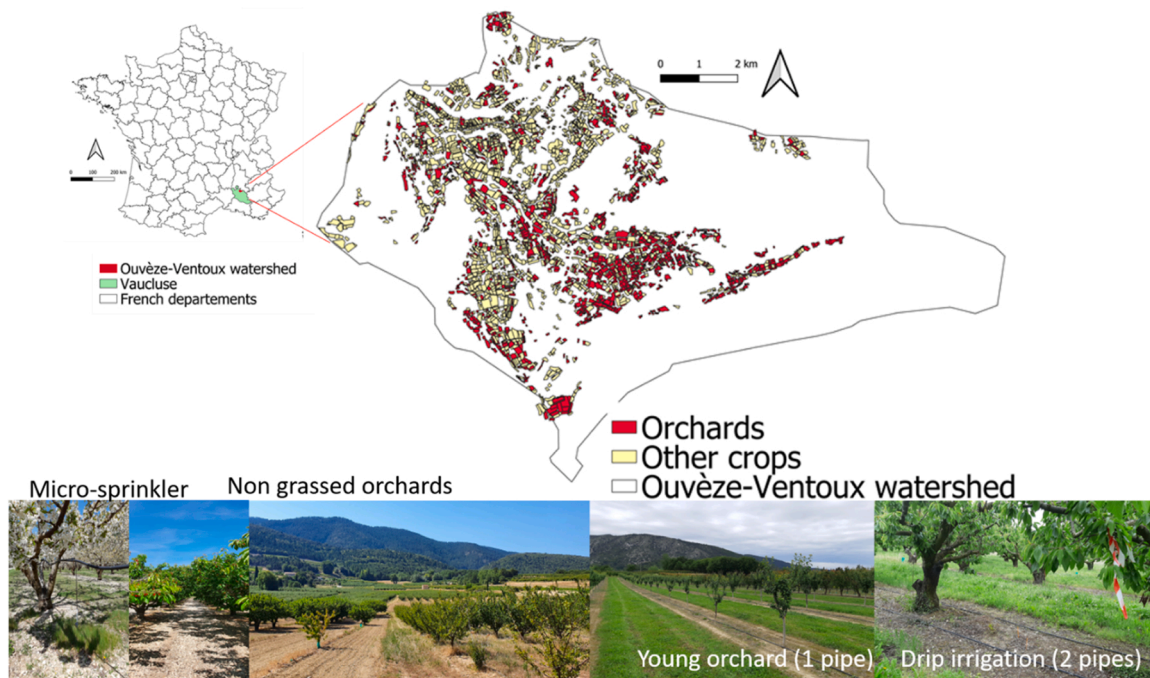 0 1 2 km
0 100 200 km
Ouvèze-Ventoux watershed
Vaucluse
French departements
Orchards
Other crops
Ouvèze-Ventoux watershed
Micro-sprinkler
Non grassed orchards
Young orchard (1 pipe)
Drip irrigation (2 pipes)